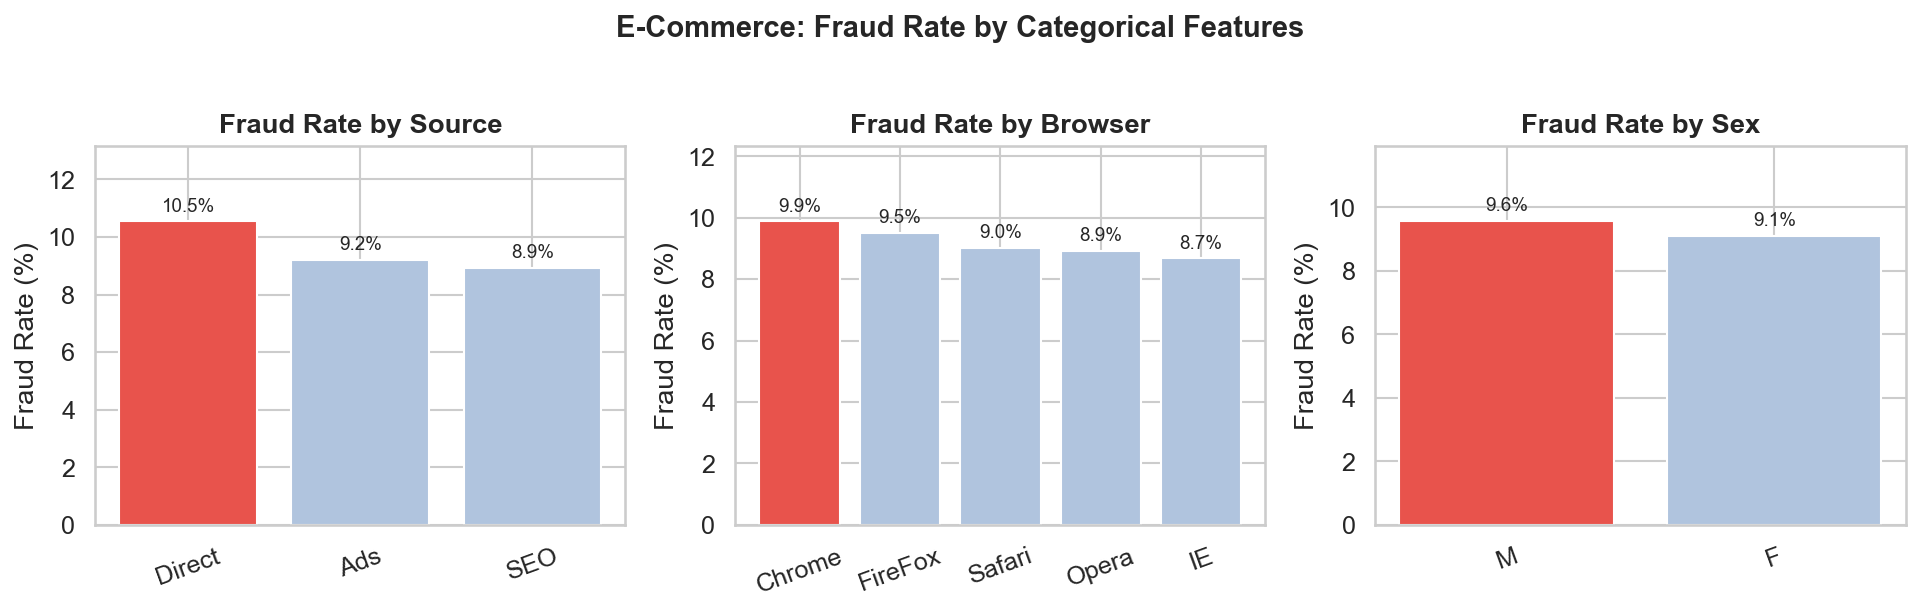 E-Commerce: Fraud Rate by Categorical Features
Fraud Rate by Source
Fraud Rate (%)
12
10
8
6
4
2
0
10.5%
9.2%
8.9%
Direct
Ads
SEO
Fraud Rate by Browser
Fraud Rate (%)
12
10
8
6
4
2
0
9.9%
9.5%
9.0%
8.9%
8.7%
Chrome
FireFox
Safari
Opera
IE
Fraud Rate by Sex
Fraud Rate (%)
10
8
6
4
2
0
9.6%
9.1%
M
F